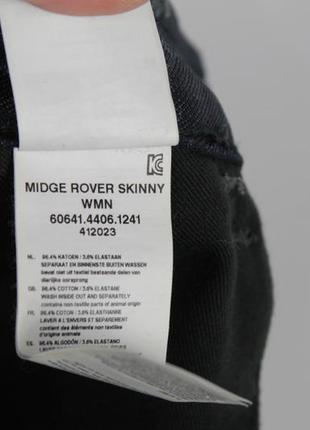 KC
MIDGE ROVER SKINNY
WMN
60641.4406.1241
412023
NL: 96.4% KATOEN / 3.6% ELASTAAN
SEPARAAT EN BINNENSTE BUITEN WASSEN
bevat niet uit textiel bestaande delen van
dierlijke oorsprong
GB: 96.4% COTTON / 3.6% ELASTANE
WASH INSIDE OUT AND SEPARATELY
contains non textile parts of animal origin
FR: 96.4% COTON / 3.6% ELASTHANNE
LAVER A L'ENVERS ET SEPAREMENT
contient des éléments non textiles
d'origine animale
ES: 96.4% ALGODÓN / 3.6% ELASTANO